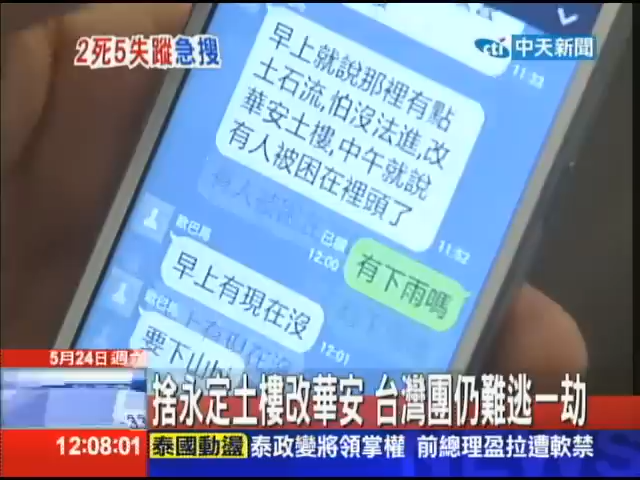 2死5失蹤急搜
cti 中天新聞
11:33
早上就說那裡有點
土石流,怕沒法進,改
華安土樓,中午就說
有人被困在裡頭了
11:52
已讀
12:00
有下雨嗎
早上有現在沒
12:01
要下山
5月24日週六
捨永定土樓改華安 台灣團仍難逃一劫
12:08:01
泰國動盪 泰政變將領掌權 前總理盈拉遭軟禁